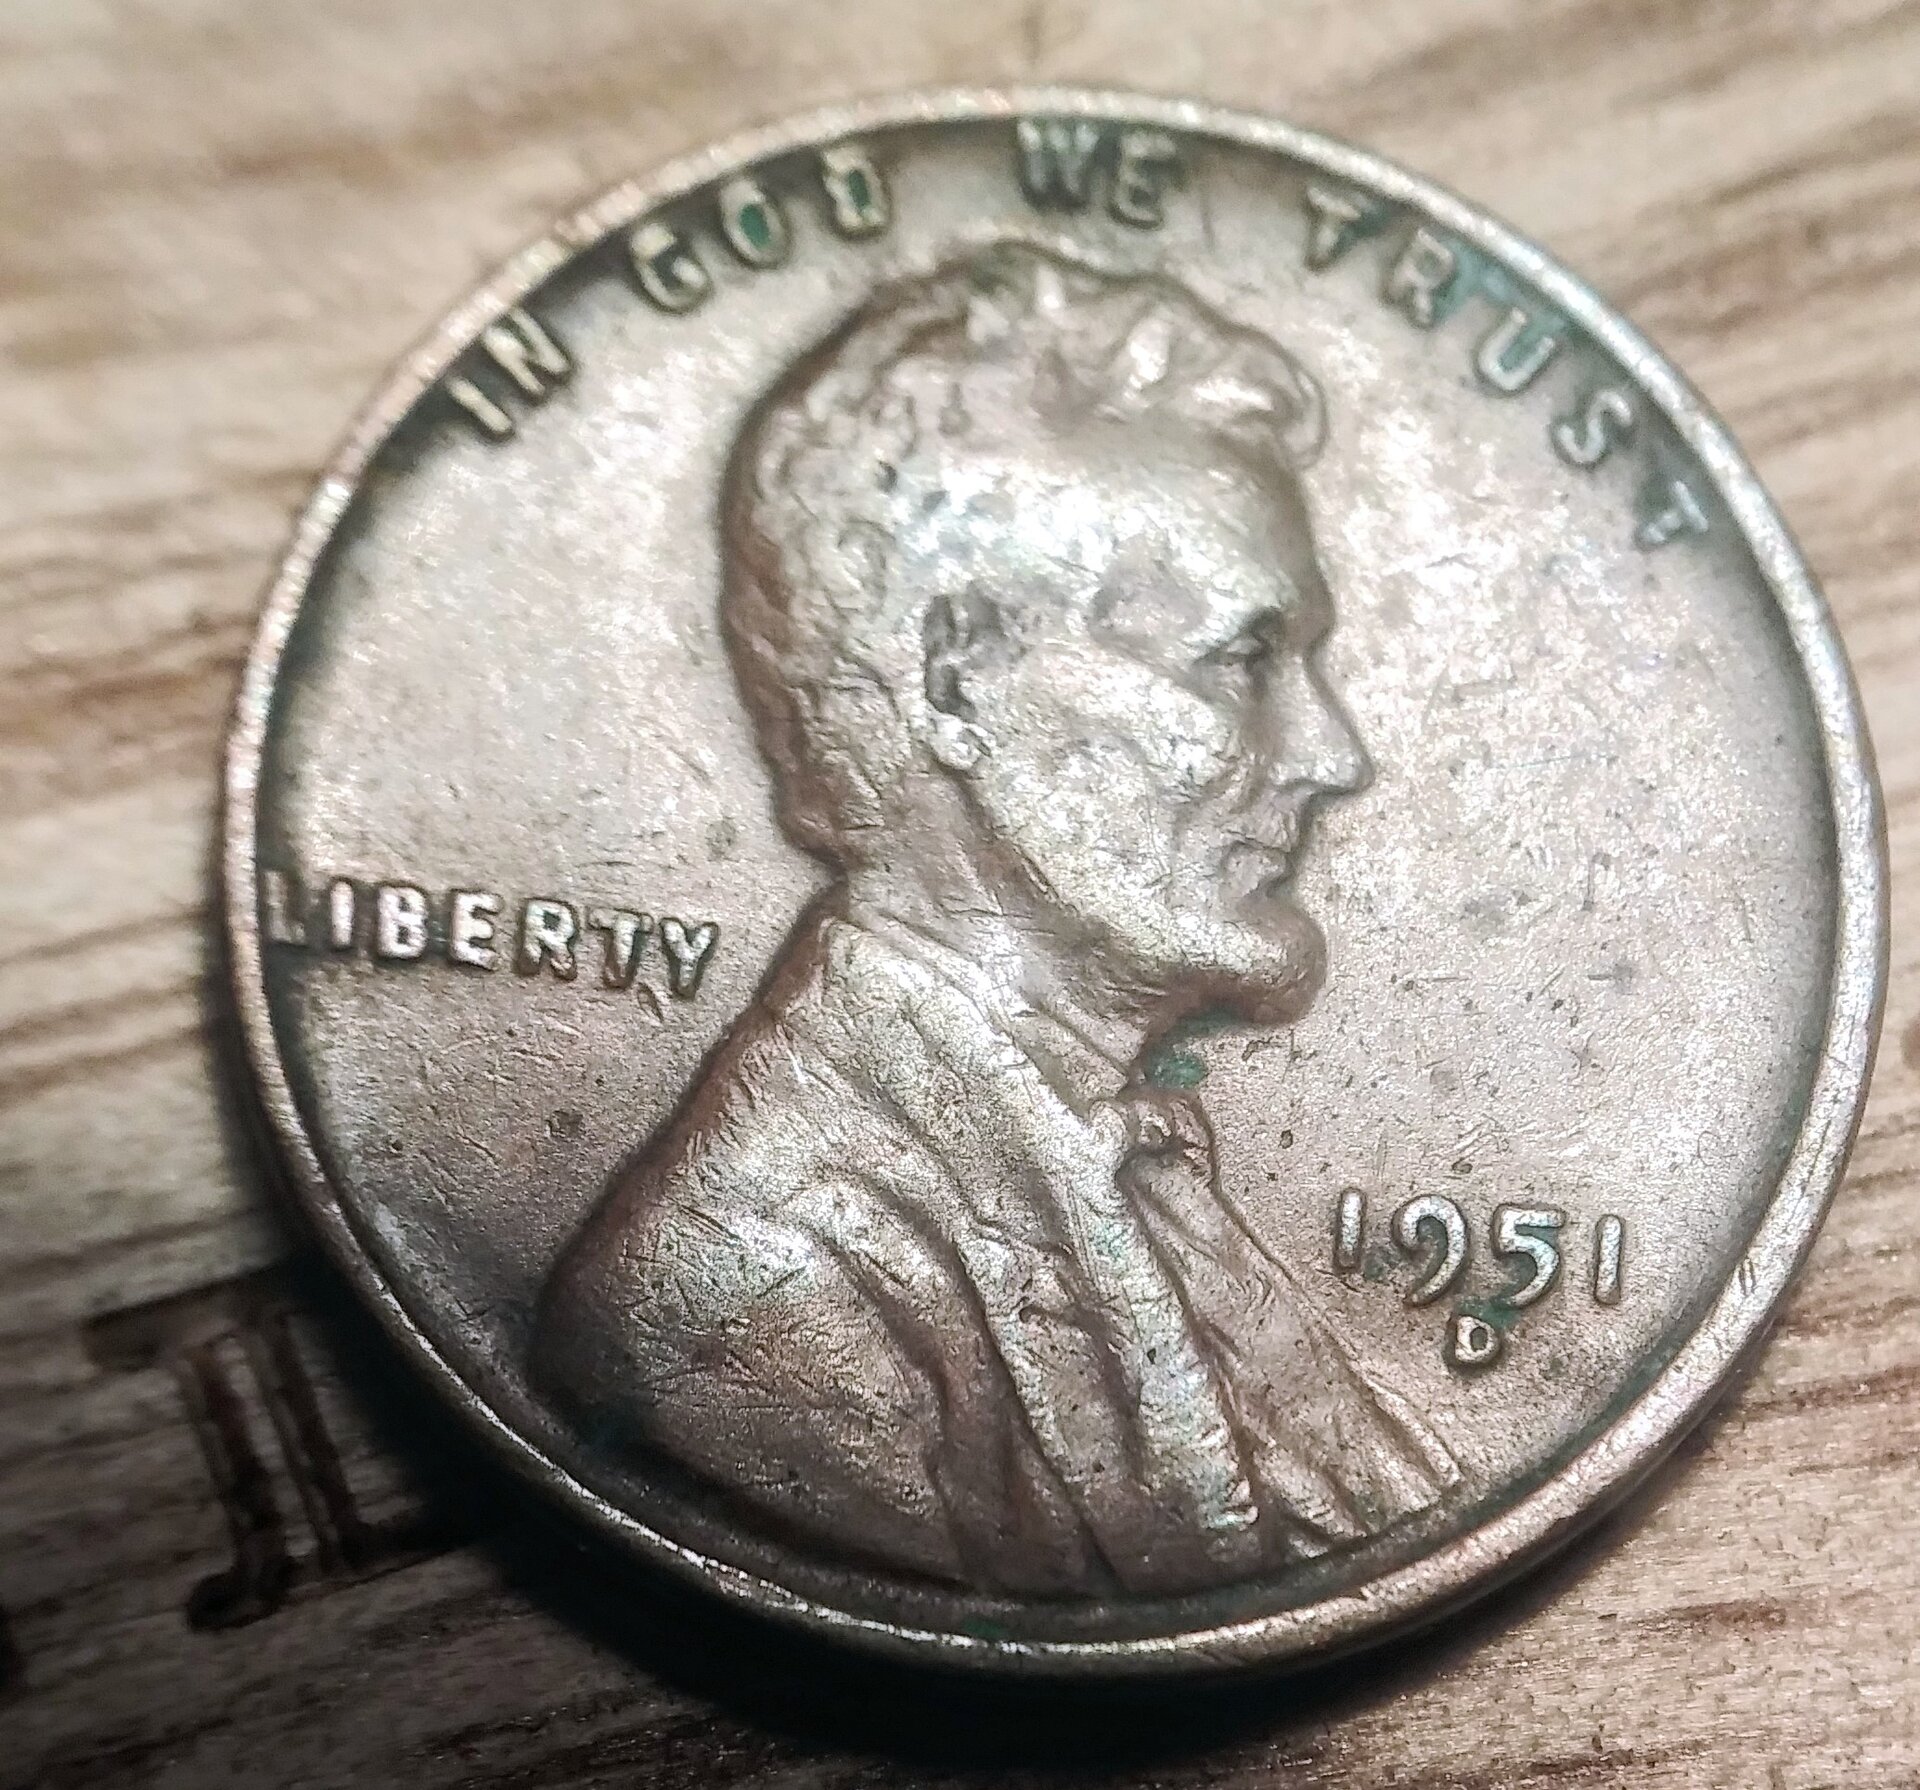 IN GOD WE TRUST
LIBERTY
1951
D